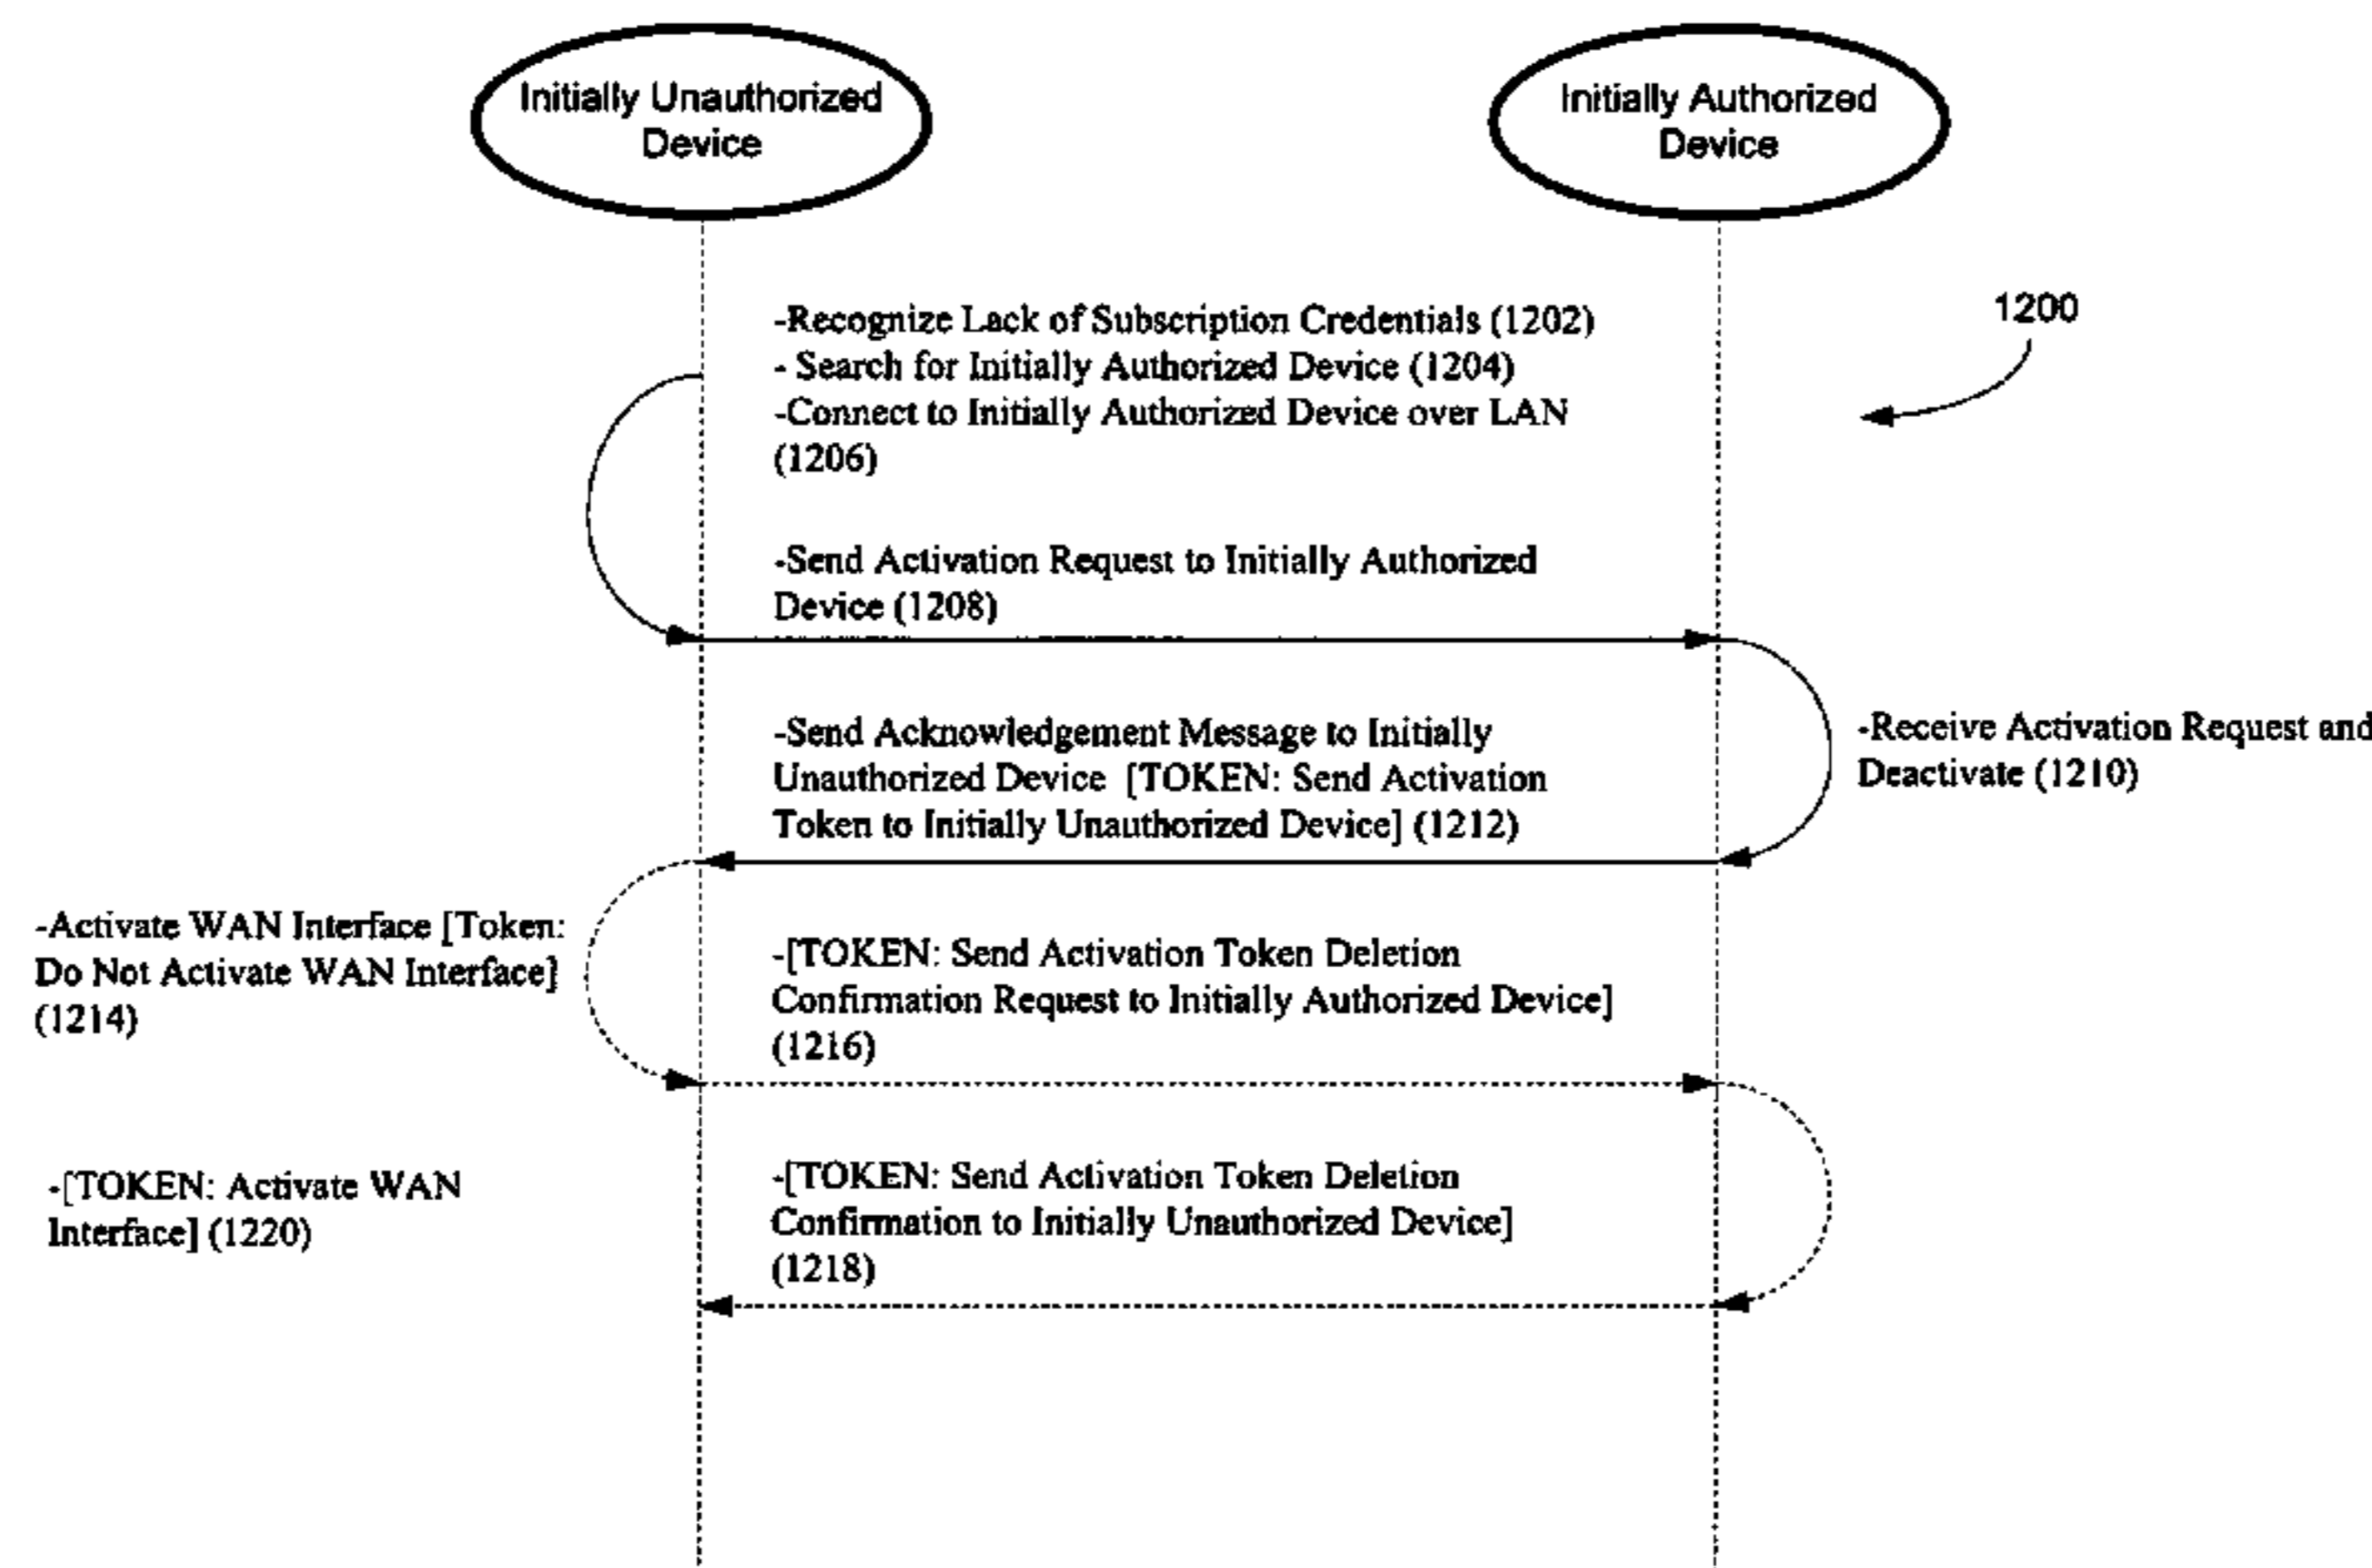 Initially Unauthorized
Device
Initially Authorized
Device
1200
-Recognize Lack of Subscription Credentials (1202)
- Search for Initially Authorized Device (1204)
-Connect to Initially Authorized Device over LAN
(1206)
-Send Activation Request to Initially Authorized
Device (1208)
-Receive Activation Request and
Deactivate (1210)
-Send Acknowledgement Message to Initially
Unauthorized Device [TOKEN: Send Activation
Token to Initially Unauthorized Device] (1212)
-Activate WAN Interface [Token:
Do Not Activate WAN Interface]
(1214)
-[TOKEN: Send Activation Token Deletion
Confirmation Request to Initially Authorized Device]
(1216)
-[TOKEN: Send Activation Token Deletion
Confirmation to Initially Unauthorized Device]
(1218)
-[TOKEN: Activate WAN
Interface] (1220)